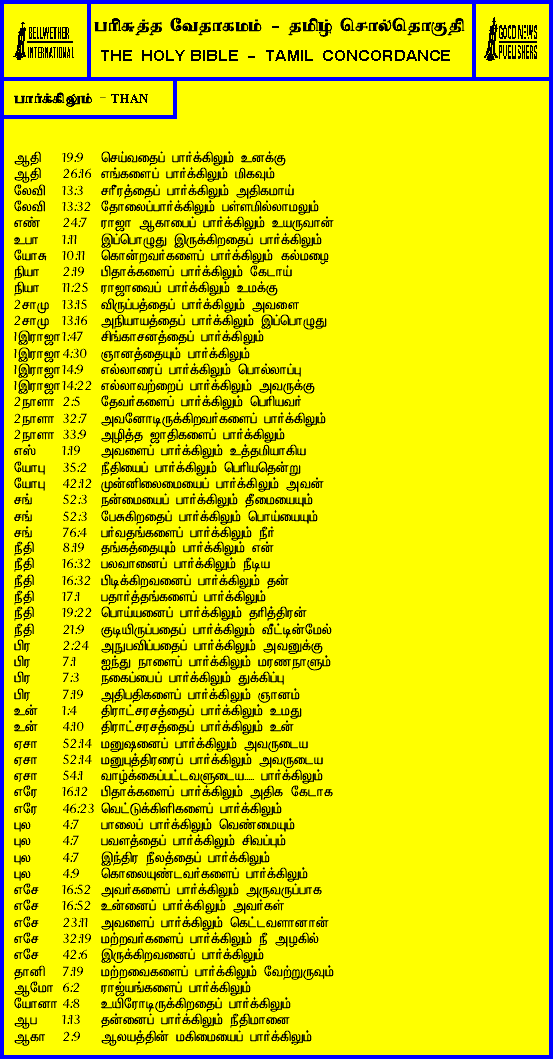 BELLWETHER
INTERNATIONAL
பரிசுத்த வேதாகமம் - தமிழ் சொல்தொகுதி
THE HOLY BIBLE - TAMIL CONCORDANCE
GOOD NEWS
PUBLISHERS
பார்க்கிலும் - THAN
ஆதி 19:9 செய்வதைப் பார்க்கிலும் உனக்கு
ஆதி 26:16 எங்களைப் பார்க்கிலும் மிகவும்
லேவி 13:3 சரீரத்தைப் பார்க்கிலும் அதிகமாய்
லேவி 13:32 தோலைப்பார்க்கிலும் பள்ளமில்லாமலும்
எண் 24:7 ராஜா ஆகாபைப் பார்க்கிலும் உயருவான்
உபா 1:11 இப்பொழுது இருக்கிறதைப் பார்க்கிலும்
யோசு 10:11 கொன்றவர்களைப் பார்க்கிலும் கல்மழை
நியா 2:19 பிதாக்களைப் பார்க்கிலும் கேடாய்
நியா 11:25 ராஜாவைப் பார்க்கிலும் உமக்கு
2சாமு 13:15 விருப்பத்தைப் பார்க்கிலும் அவளை
2சாமு 13:16 அநியாயத்தைப் பார்க்கிலும் இப்பொழுது
1இராஜா 1:47 சிங்காசனத்தைப் பார்க்கிலும்
1இராஜா 4:30 ஞானத்தையும் பார்க்கிலும்
1இராஜா 14:9 எல்லாரைப் பார்க்கிலும் பொல்லாப்பு
1இராஜா 14:22 எல்லாவற்றைப் பார்க்கிலும் அவருக்கு
2நாளா 2:5 தேவர்களைப் பார்க்கிலும் பெரியவர்
2நாளா 32:7 அவனோடிருக்கிறவர்களைப் பார்க்கிலும்
2நாளா 33:9 அழித்த ஜாதிகளைப் பார்க்கிலும்
எஸ் 1:19 அவளைப் பார்க்கிலும் உத்தமியாகிய
யோபு 35:2 நீதியைப் பார்க்கிலும் பெரியதென்று
யோபு 42:12 முன்னிலைமையைப் பார்க்கிலும் அவன்
சங் 52:3 நன்மையைப் பார்க்கிலும் தீமையையும்
சங் 52:3 பேசுகிறதைப் பார்க்கிலும் பொய்யையும்
சங் 76:4 பர்வதங்களைப் பார்க்கிலும் நீர்
நீதி 8:19 தங்கத்தையும் பார்க்கிலும் என்
நீதி 16:32 பலவானைப் பார்க்கிலும் நீடிய
நீதி 16:32 பிடிக்கிறவனைப் பார்க்கிலும் தன்
நீதி 17:1 பதார்த்தங்களைப் பார்க்கிலும்
நீதி 19:22 பொய்யனைப் பார்க்கிலும் தரித்திரன்
நீதி 21:9 குடியிருப்பதைப் பார்க்கிலும் வீட்டின்மேல்
பிர 2:24 அநுபவிப்பதைப் பார்க்கிலும் அவனுக்கு
பிர 7:1 ஐந்து நாளைப் பார்க்கிலும் மரணநாளும்
பிர 7:3 நகைப்பைப் பார்க்கிலும் துக்கிப்பு
பிர 7:19 அதிபதிகளைப் பார்க்கிலும் ஞானம்
உன் 1:4 திராட்சரசத்தைப் பார்க்கிலும் உமது
உன் 4:10 திராட்சரசத்தைப் பார்க்கிலும் உன்
ஏசா 52:14 மனுஷனைப் பார்க்கிலும் அவருடைய
ஏசா 52:14 மனுபுத்திரரைப் பார்க்கிலும் அவருடைய
ஏசா 54:1 வாழ்க்கைப்பட்டவளுடைய..... பார்க்கிலும்
எரே 16:12 பிதாக்களைப் பார்க்கிலும் அதிக கேடாக
எரே 46:23 வெட்டுக்கிளிகளைப் பார்க்கிலும்
புல 4:7 பாலைப் பார்க்கிலும் வெண்மையும்
புல 4:7 பவளத்தைப் பார்க்கிலும் சிவப்பும்
புல 4:7 இந்திர நீலத்தைப் பார்க்கிலும்
புல 4:9 கொலையுண்டவர்களைப் பார்க்கிலும்
எசே 16:52 அவர்களைப் பார்க்கிலும் அருவருப்பாக
எசே 16:52 உன்னைப் பார்க்கிலும் அவர்கள்
எசே 23:11 அவளைப் பார்க்கிலும் கெட்டவளானான்
எசே 32:19 மற்றவர்களைப் பார்க்கிலும் நீ அழகில்
எசே 42:6 இருக்கிறவனைப் பார்க்கிலும்
தானி 7:19 மற்றவைகளைப் பார்க்கிலும் வேற்றுருவும்
ஆமோ 6:2 ராஜ்யங்களைப் பார்க்கிலும்
யோனா 4:8 உயிரோடிருக்கிறதைப் பார்க்கிலும்
ஆப 1:13 தன்னைப் பார்க்கிலும் நீதிமானை
ஆகா 2:9 ஆலயத்தின் மகிமையைப் பார்க்கிலும்